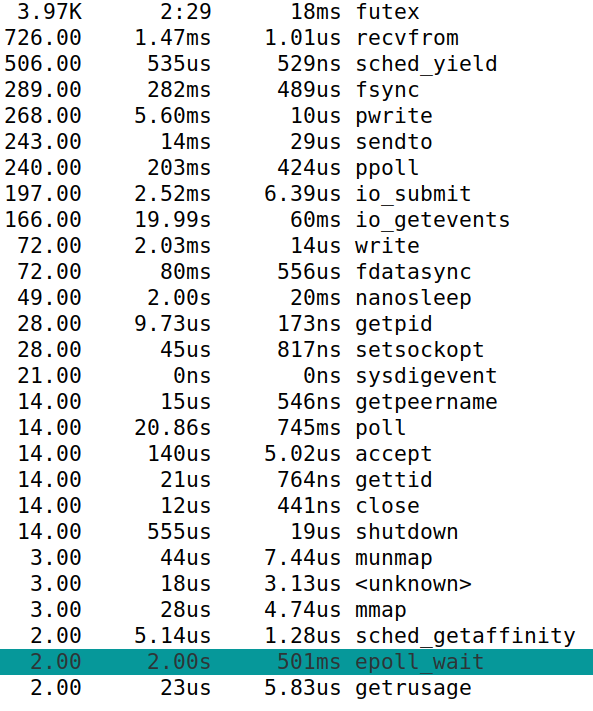 3.97K 2:29 18ms futex
726.00 1.47ms 1.01us recvfrom
506.00 535us 529ns sched_yield
289.00 282ms 489us fsync
268.00 5.60ms 10us pwrite
243.00 14ms 29us sendto
240.00 203ms 424us ppoll
197.00 2.52ms 6.39us io_submit
166.00 19.99s 60ms io_getevents
72.00 2.03ms 14us write
72.00 80ms 556us fdatasync
49.00 2.00s 20ms nanosleep
28.00 9.73us 173ns getpid
28.00 45us 817ns setsockopt
21.00 0ns 0ns sysdigevent
14.00 15us 546ns getpeername
14.00 20.86s 745ms poll
14.00 140us 5.02us accept
14.00 21us 764ns gettid
14.00 12us 441ns close
14.00 555us 19us shutdown
3.00 44us 7.44us munmap
3.00 18us 3.13us <unknown>
3.00 28us 4.74us mmap
2.00 5.14us 1.28us sched_getaffinity
2.00 2.00s 501ms epoll_wait
2.00 23us 5.83us getrusage